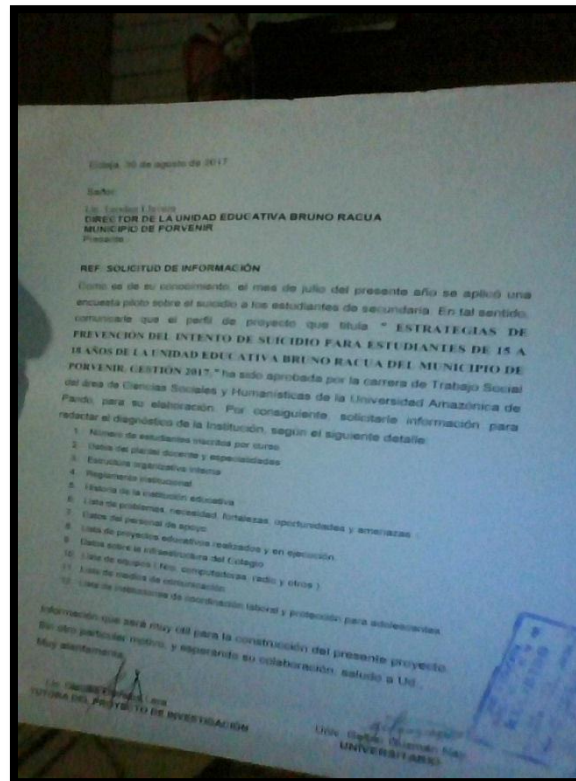 Cobija, 30 de agosto de 2017
Señor:
Lic.
DIRECTOR DE LA UNIDAD EDUCATIVA BRUNO RACUA
MUNICIPIO DE PORVENIR
Presente
REF. SOLICITUD DE INFORMACIÓN
Como es de su conocimiento, el mes de julio del presente año se aplicó una
encuesta piloto sobre el suicidio a los estudiantes de secundaria. En tal sentido,
comunicarle que el perfil de proyecto que titula " ESTRATEGIAS DE
PREVENCIÓN DEL INTENTO DE SUICIDIO PARA ESTUDIANTES DE 15 A
18 AÑOS DE LA UNIDAD EDUCATIVA BRUNO RACUA DEL MUNICIPIO DE
PORVENIR, GESTIÓN 2017." ha sido aprobada por la carrera de Trabajo Social
del área de Ciencias Sociales y Humanísticas de la Universidad Amazónica de
Pando, para su elaboración. Por consiguiente, solicitarle información para
redactar el diagnóstico de la Institución, según el siguiente detalle:
1. Número de estudiantes inscritos por curso
2. Datos del plantel docente y especialidades
3. Estructura organizativa interna
4. Reglamento institucional
5. Historia de la institución educativa
6. Lista de problemas, necesidad, fortalezas, oportunidades y amenazas
7. Datos del personal de apoyo
8. Lista de proyectos educativos realizados y en ejecución.
9. Datos sobre la infraestructura del Colegio
10. Lista de equipos ( Nro. computadoras, radio y otros )
11. Lista de medios de comunicación
12. Lista de instituciones de coordinación laboral y protección para adolescentes
Información que será muy útil para la construcción del presente proyecto.
Sin otro particular motivo, y esperando su colaboración, saludo a Ud.
Muy atentamente
Lic.
TUTORA DEL PROYECTO DE INVESTIGACIÓN
Univ. Guzmán
UNIVERSITARIO